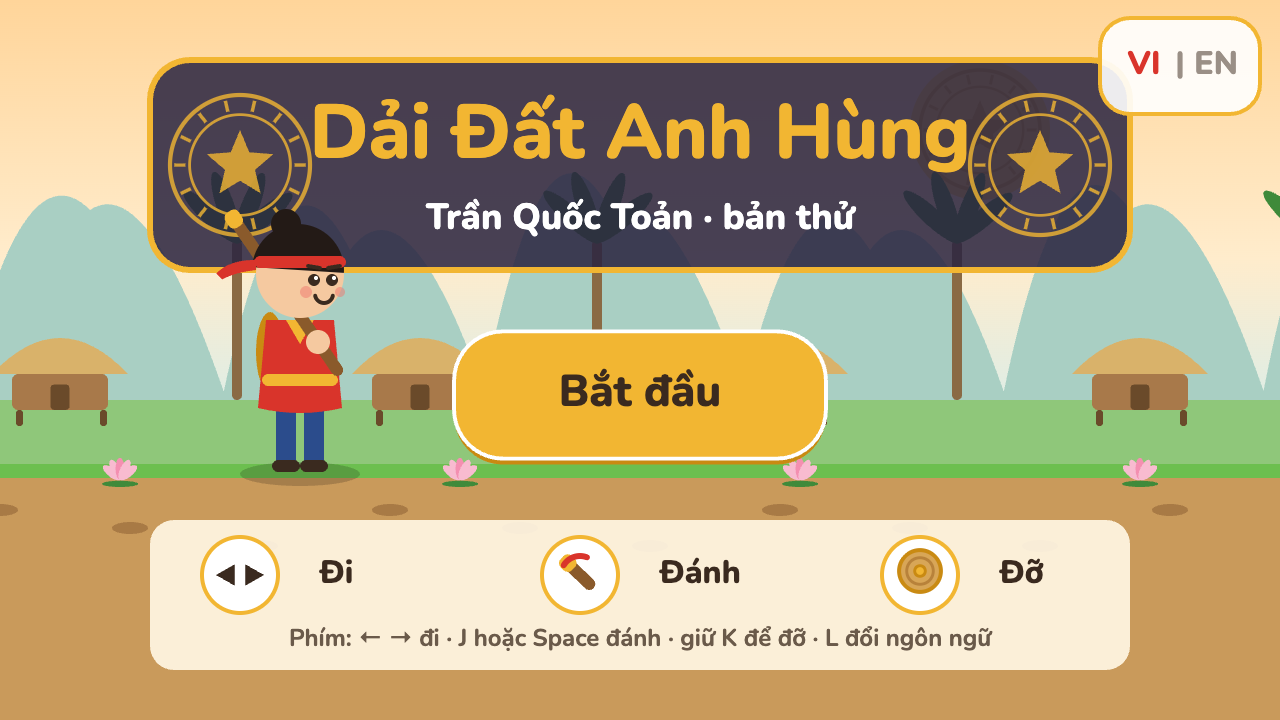 VI | EN
Dải Đất Anh Hùng
Trần Quốc Toản · bản thử
Bắt đầu
Đi
Đánh
Đỡ
Phím: ← → đi · J hoặc Space đánh · giữ K để đỡ · L đổi ngôn ngữ